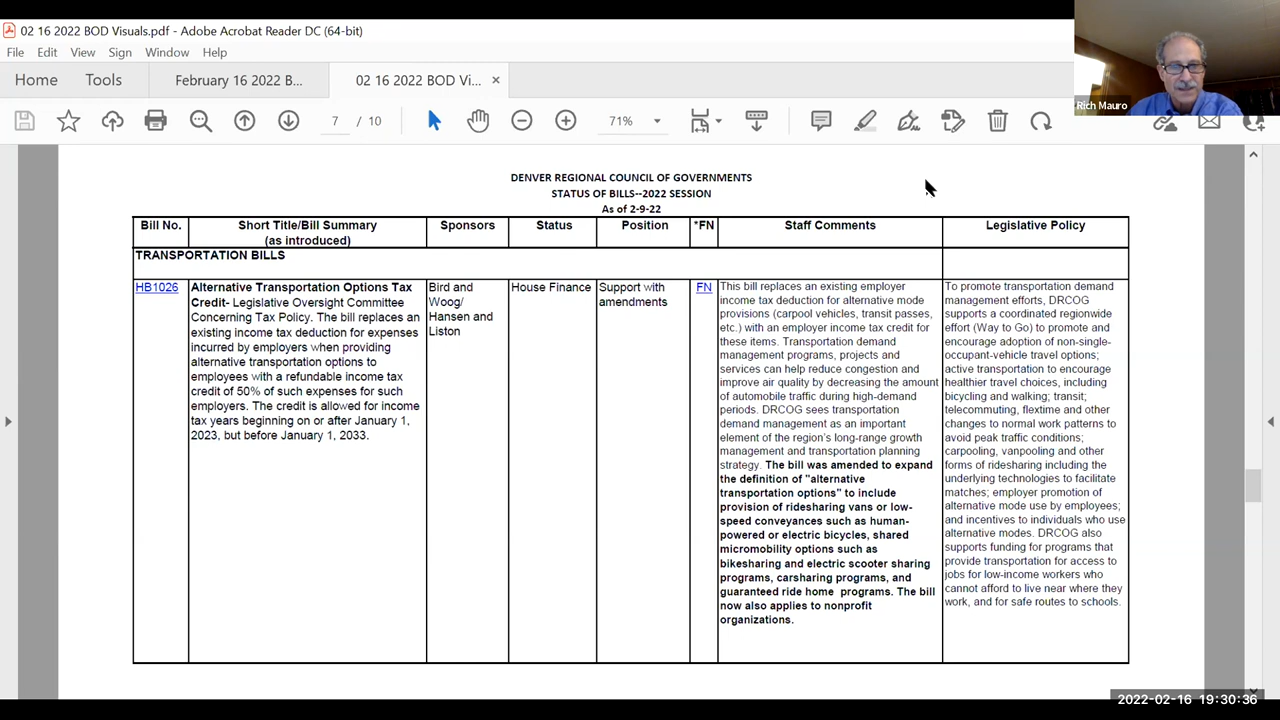 02 16 2022 BOD Visuals.pdf - Adobe Acrobat Reader DC (64-bit)
File Edit View Sign Window Help
Home Tools February 16 2022 B... 02 16 2022 BOD Vi... ×
7 / 10 71%
Rich Mauro
DENVER REGIONAL COUNCIL OF GOVERNMENTS
STATUS OF BILLS--2022 SESSION
As of 2-9-22
Bill No.
Short Title/Bill Summary
(as introduced)
Sponsors
Status
Position
*FN
Staff Comments
Legislative Policy
TRANSPORTATION BILLS
HB1026
Alternative Transportation Options Tax
Credit- Legislative Oversight Committee
Concerning Tax Policy. The bill replaces an
existing income tax deduction for expenses
incurred by employers when providing
alternative transportation options to
employees with a refundable income tax
credit of 50% of such expenses for such
employers. The credit is allowed for income
tax years beginning on or after January 1,
2023, but before January 1, 2033.
Bird and
Woog/
Hansen and
Liston
House Finance
Support with
amendments
FN
This bill replaces an existing employer
income tax deduction for alternative mode
provisions (carpool vehicles, transit passes,
etc.) with an employer income tax credit for
these items. Transportation demand
management programs, projects and
services can help reduce congestion and
improve air quality by decreasing the amount
of automobile traffic during high-demand
periods. DRCOG sees transportation
demand management as an important
element of the region's long-range growth
management and transportation planning
strategy. The bill was amended to expand
the definition of "alternative
transportation options" to include
provision of ridesharing vans or low-
speed conveyances such as human-
powered or electric bicycles, shared
micromobility options such as
bikesharing and electric scooter sharing
programs, carsharing programs, and
guaranteed ride home programs. The bill
now also applies to nonprofit
organizations.
To promote transportation demand
management efforts, DRCOG
supports a coordinated regionwide
effort (Way to Go) to promote and
encourage adoption of non-single-
occupant-vehicle travel options;
active transportation to encourage
healthier travel choices, including
bicycling and walking; transit;
telecommuting, flextime and other
changes to normal work patterns to
avoid peak traffic conditions;
carpooling, vanpooling and other
forms of ridesharing including the
underlying technologies to facilitate
matches; employer promotion of
alternative mode use by employees;
and incentives to individuals who use
alternative modes. DRCOG also
supports funding for programs that
provide transportation for access to
jobs for low-income workers who
cannot afford to live near where they
work, and for safe routes to schools.
2022-02-16 19:30:36